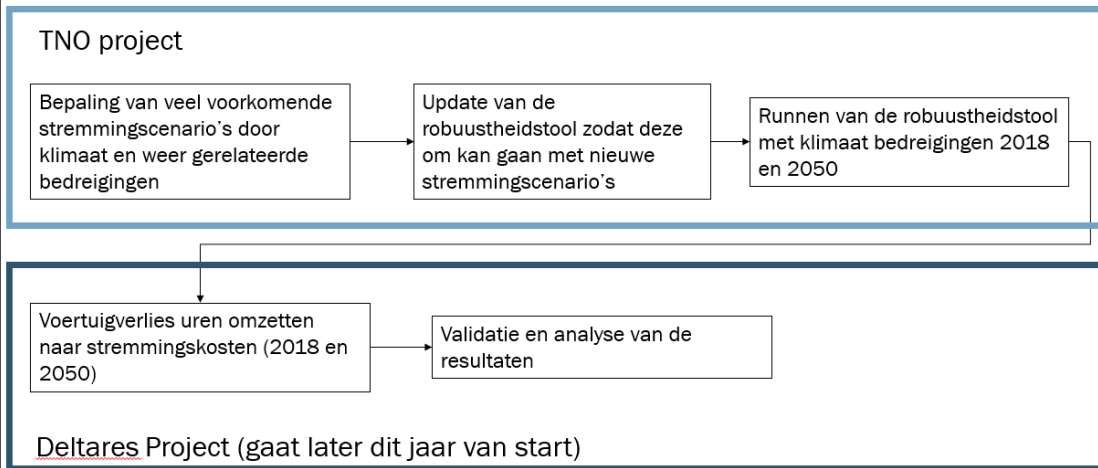 TNO project
Bepaling van veel voorkomende
stremmingscenario's door
klimaat en weer gerelateerde
bedreigingen
Update van de
robuustheidstool zodat deze
om kan gaan met nieuwe
stremmingscenario's
Runnen van de robuustheidstool
met klimaat bedreigingen 2018
en 2050
Voertuigverlies uren omzetten
naar stremmingskosten (2018 en
2050)
Validatie en analyse van de
resultaten
Deltares Project (gaat later dit jaar van start)